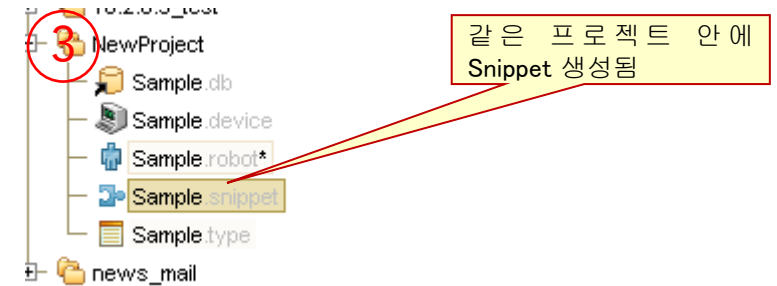 3
NewProject
Sample.db
Sample.device
Sample.robot*
Sample.snippet
Sample.type
news_mail
같은 프로젝트 안에
Snippet 생성됨